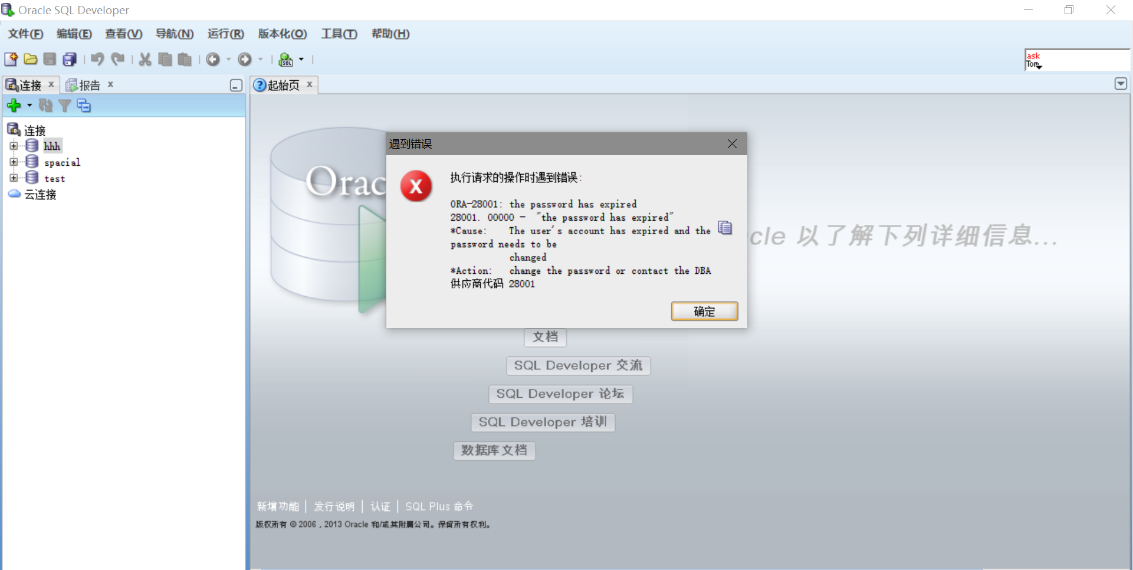 Oracle SQL Developer
文件(F) 编辑(E) 查看(V) 导航(N) 运行(R) 版本化(O) 工具(T) 帮助(H)
ask
Tom
连接 × 报告 × 起始页 ×
连接
hhh
spacial
test
云连接
Orac
cle 以了解下列详细信息...
遇到错误
执行请求的操作时遇到错误:
ORA-28001: the password has expired
28001. 00000 - "the password has expired"
*Cause: The user's account has expired and the
password needs to be
changed
*Action: change the password or contact the DBA
供应商代码 28001
确定
文档
SQL Developer 交流
SQL Developer 论坛
SQL Developer 培训
数据库文档
新增功能 | 发行说明 | 认证 | SQL Plus 命令
版权所有 © 2006, 2013 Oracle 和/或其附属公司。保留所有权利。